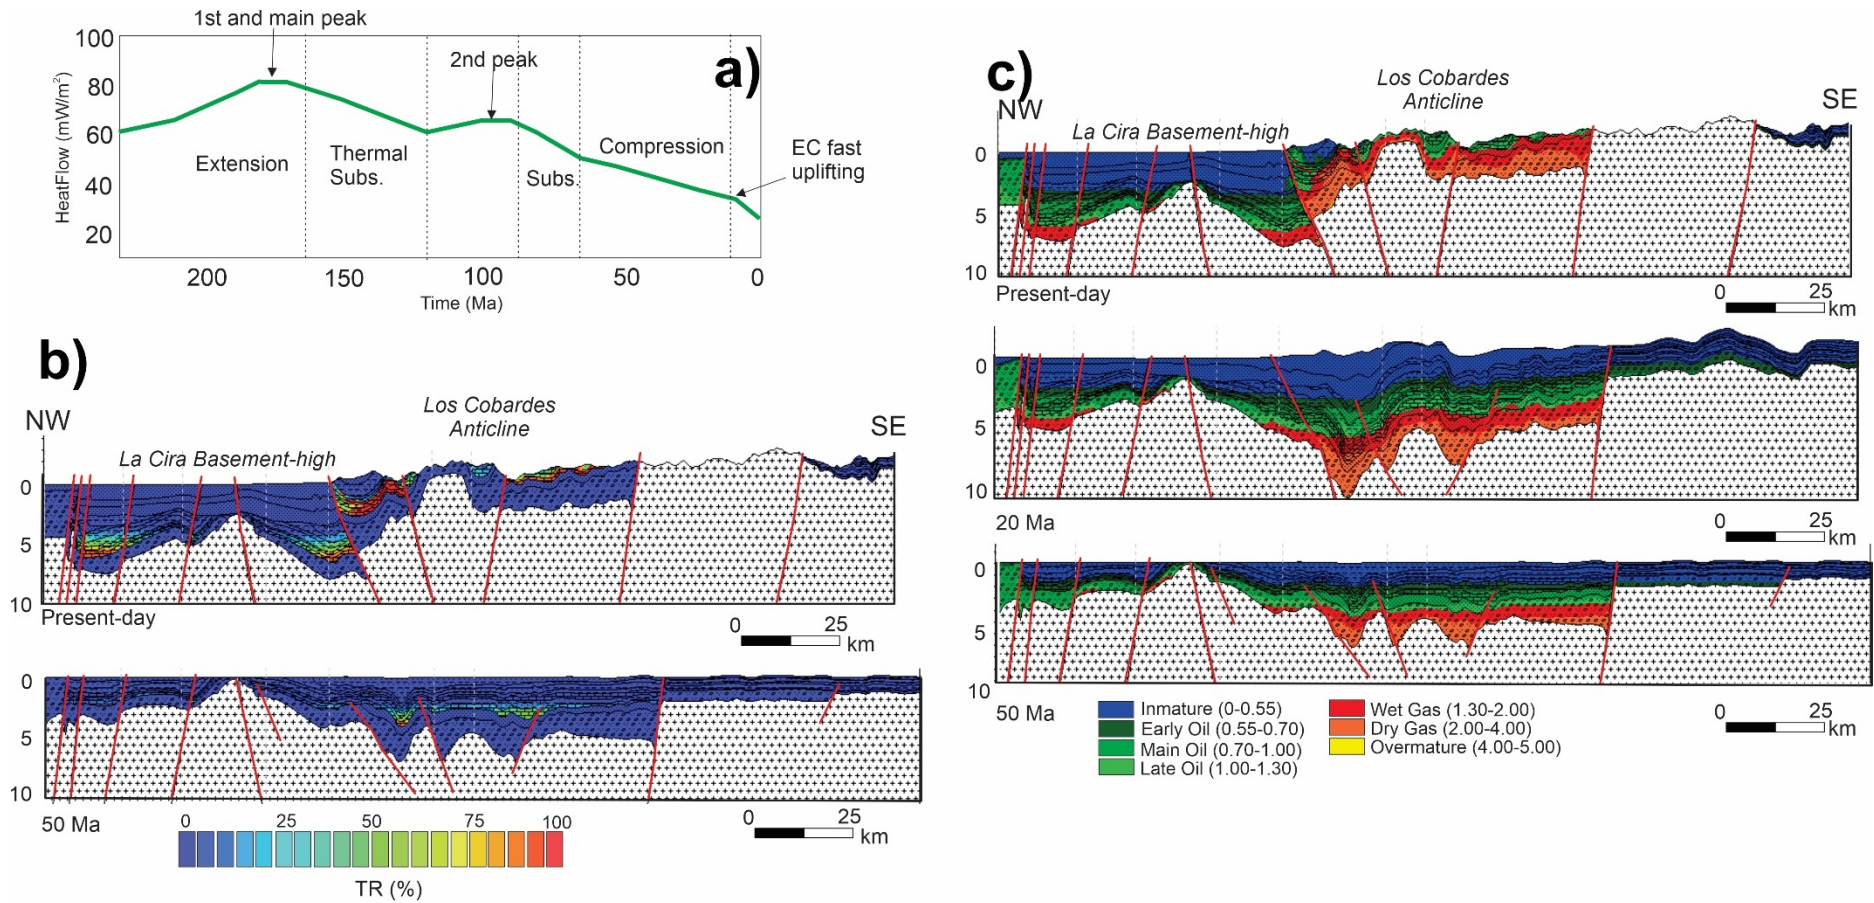 1st and main peak
a)
100
80
60
40
20
HeatFlow (mW/m²)
2nd peak
Extension
Thermal
Subs.
Subs.
Compression
EC fast
uplifting
200
150
100
50
0
Time (Ma)
b)
NW
Los Cobardes
Anticline
SE
La Cira Basement-high
0
5
10
Present-day
0
25
km
0
5
10
50 Ma
0
25
km
0
25
50
75
100
TR (%)
c)
NW
Los Cobardes
Anticline
SE
La Cira Basement-high
0
5
10
Present-day
0
25
km
0
5
10
20 Ma
0
25
km
0
5
10
50 Ma
Inmature (0-0.55)
Early Oil (0.55-0.70)
Main Oil (0.70-1.00)
Late Oil (1.00-1.30)
Wet Gas (1.30-2.00)
Dry Gas (2.00-4.00)
Overmature (4.00-5.00)
0
25
km